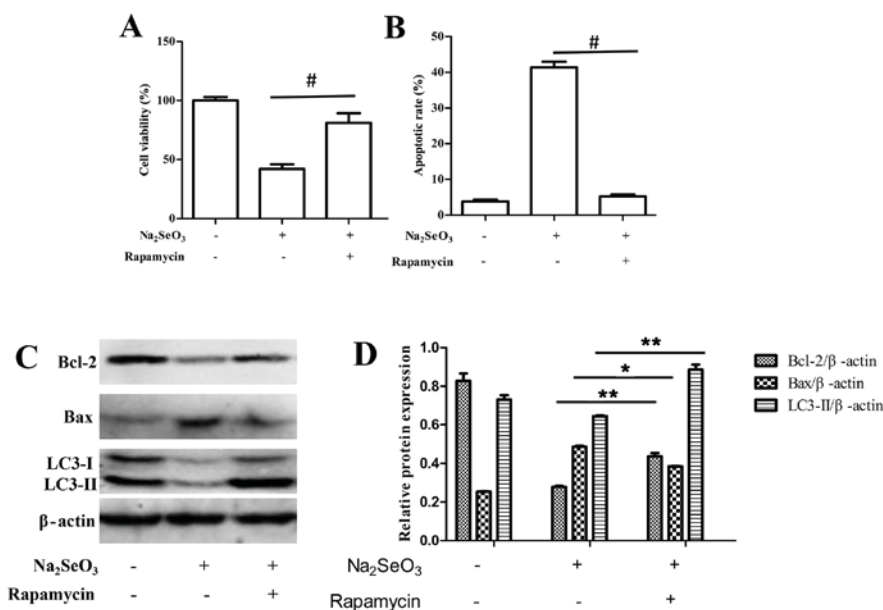 A
150
100
50
0
Cell viability (%)
#
Na₂SeO₃ - + +
Rapamycin - - +
B
50
40
30
20
10
0
Apoptotic rate (%)
#
Na₂SeO₃ - + +
Rapamycin - - +
C
Bcl-2
Bax
LC3-I
LC3-II
β-actin
Na₂SeO₃ - + +
Rapamycin - - +
D
1.0
0.8
0.6
0.4
0.2
0.0
Relative protein expression
**
*
**
Bcl-2/β-actin
Bax/β-actin
LC3-II/β-actin
Na₂SeO₃ - + +
Rapamycin - - +